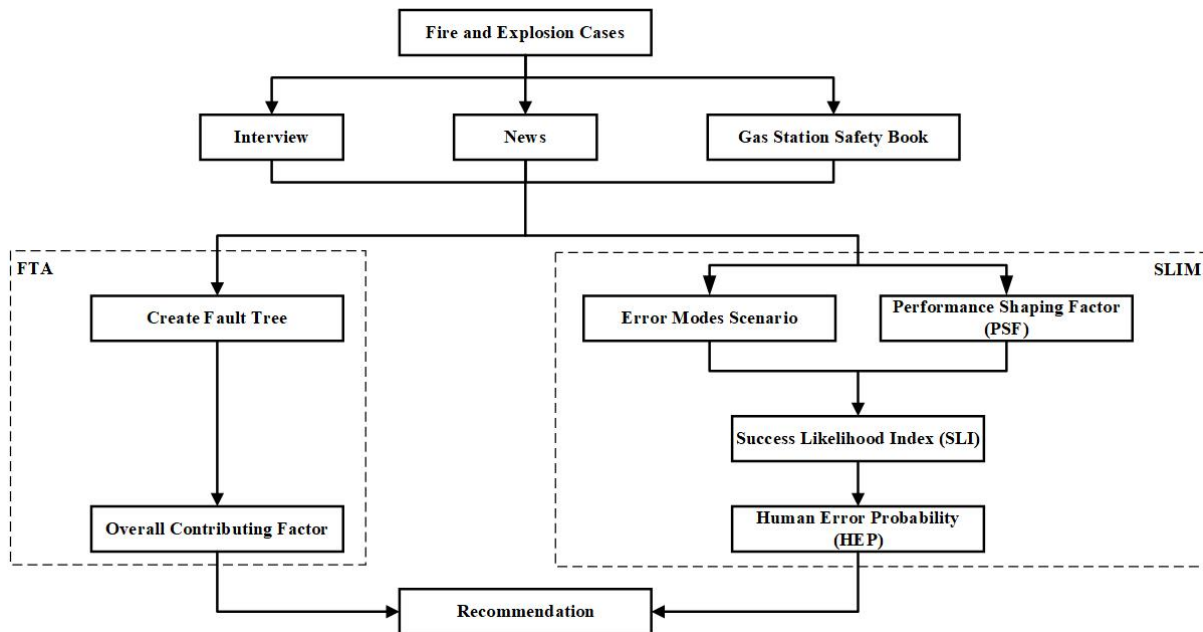 Fire and Explosion Cases
Interview
News
Gas Station Safety Book
FTA
SLIM
Create Fault Tree
Error Modes Scenario
Performance Shaping Factor
(PSF)
Success Likelihood Index (SLI)
Overall Contributing Factor
Human Error Probability
(HEP)
Recommendation